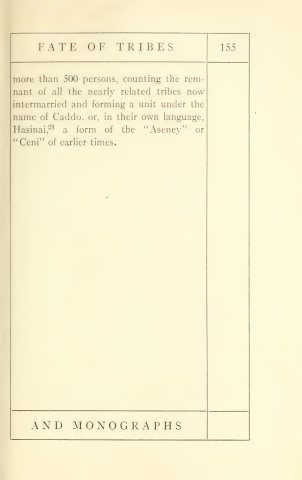 FATE OF TRIBES 155
more than 500 persons, counting the rem-
nant of all the nearly related tribes now
intermarried and forming a unit under the
name of Caddo, or, in their own language,
Hasinai,²⁸ a form of the "Aseney" or
"Ceni" of earlier times.
AND MONOGRAPHS